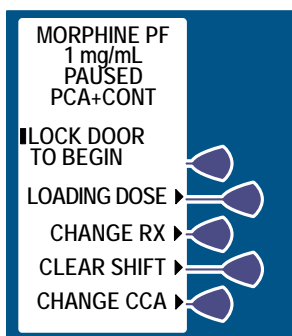 MORPHINE PF
1 mg/mL
PAUSED
PCA+CONT
LOCK DOOR
TO BEGIN
LOADING DOSE
CHANGE RX
CLEAR SHIFT
CHANGE CCA